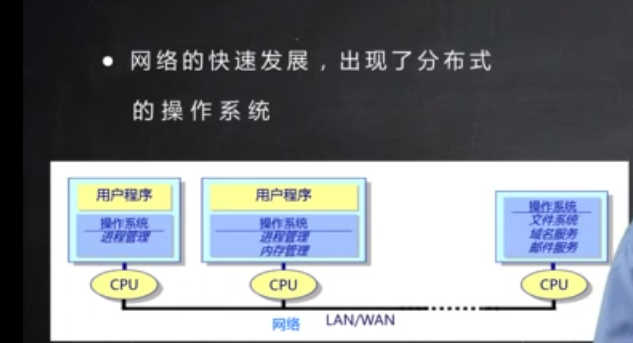 网络的快速发展，出现了分布式
的操作系统
用户程序
操作系统
进程管理
CPU
用户程序
操作系统
进程管理
内存管理
CPU
操作系统
文件系统
域名服务
邮件服务
CPU
网络
LAN/WAN